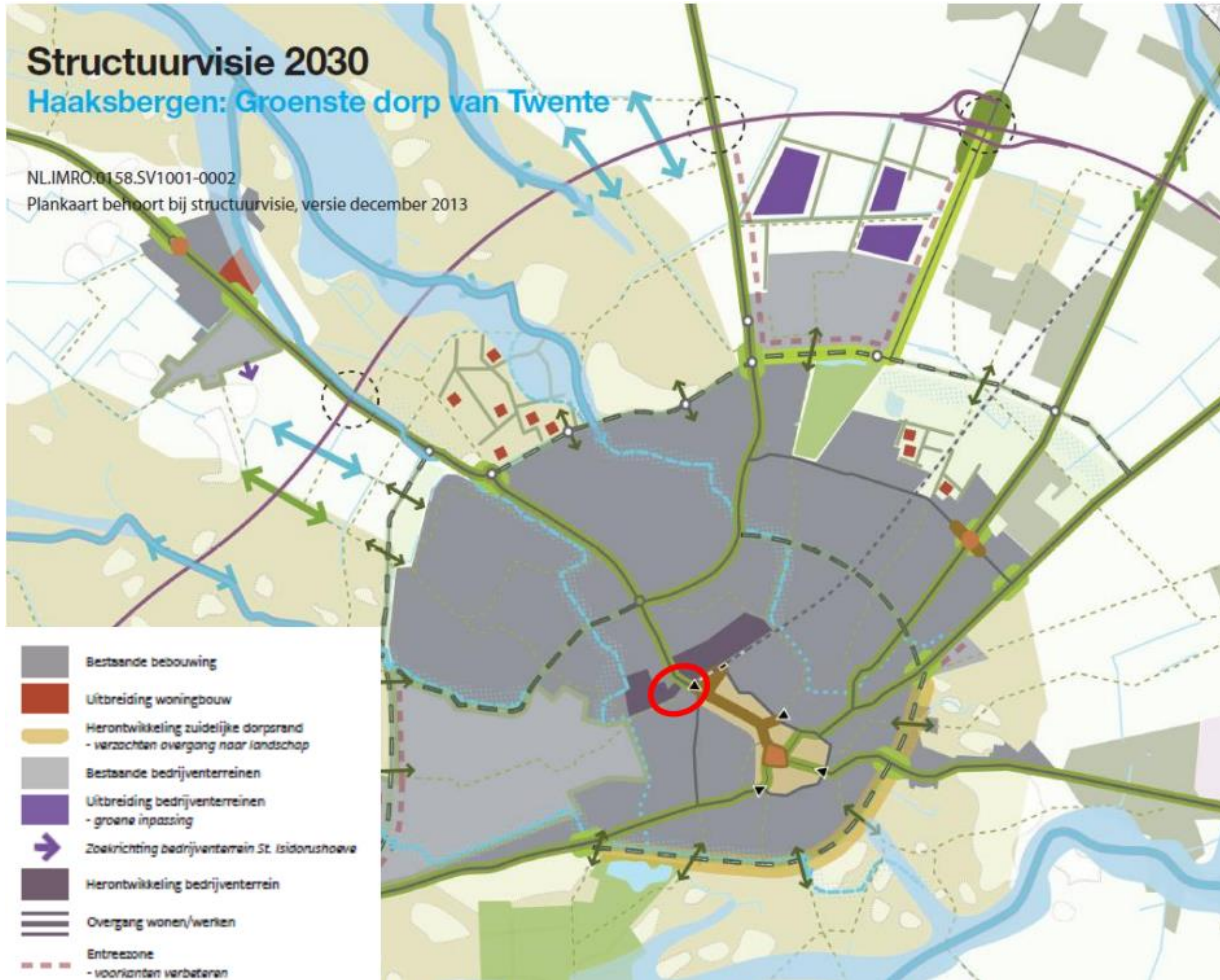 Structuurvisie 2030
Haaksbergen: Groenste dorp van Twente
NL.IMRO.0158.SV1001-0002
Plankaart behoort bij structuurvisie, versie december 2013
Bestaande bebouwing
Uitbreiding woningbouw
Herontwikkeling zuidelijke dorpsrand
- verzachten overgang naar landschap
Bestaande bedrijventerreinen
Uitbreiding bedrijventerreinen
- groene inpassing
Zoekrichting bedrijventerrein St. Isidorushoeve
Herontwikkeling bedrijventerrein
Overgang wonen/werken
Entreezone
- voorkanten verbeteren